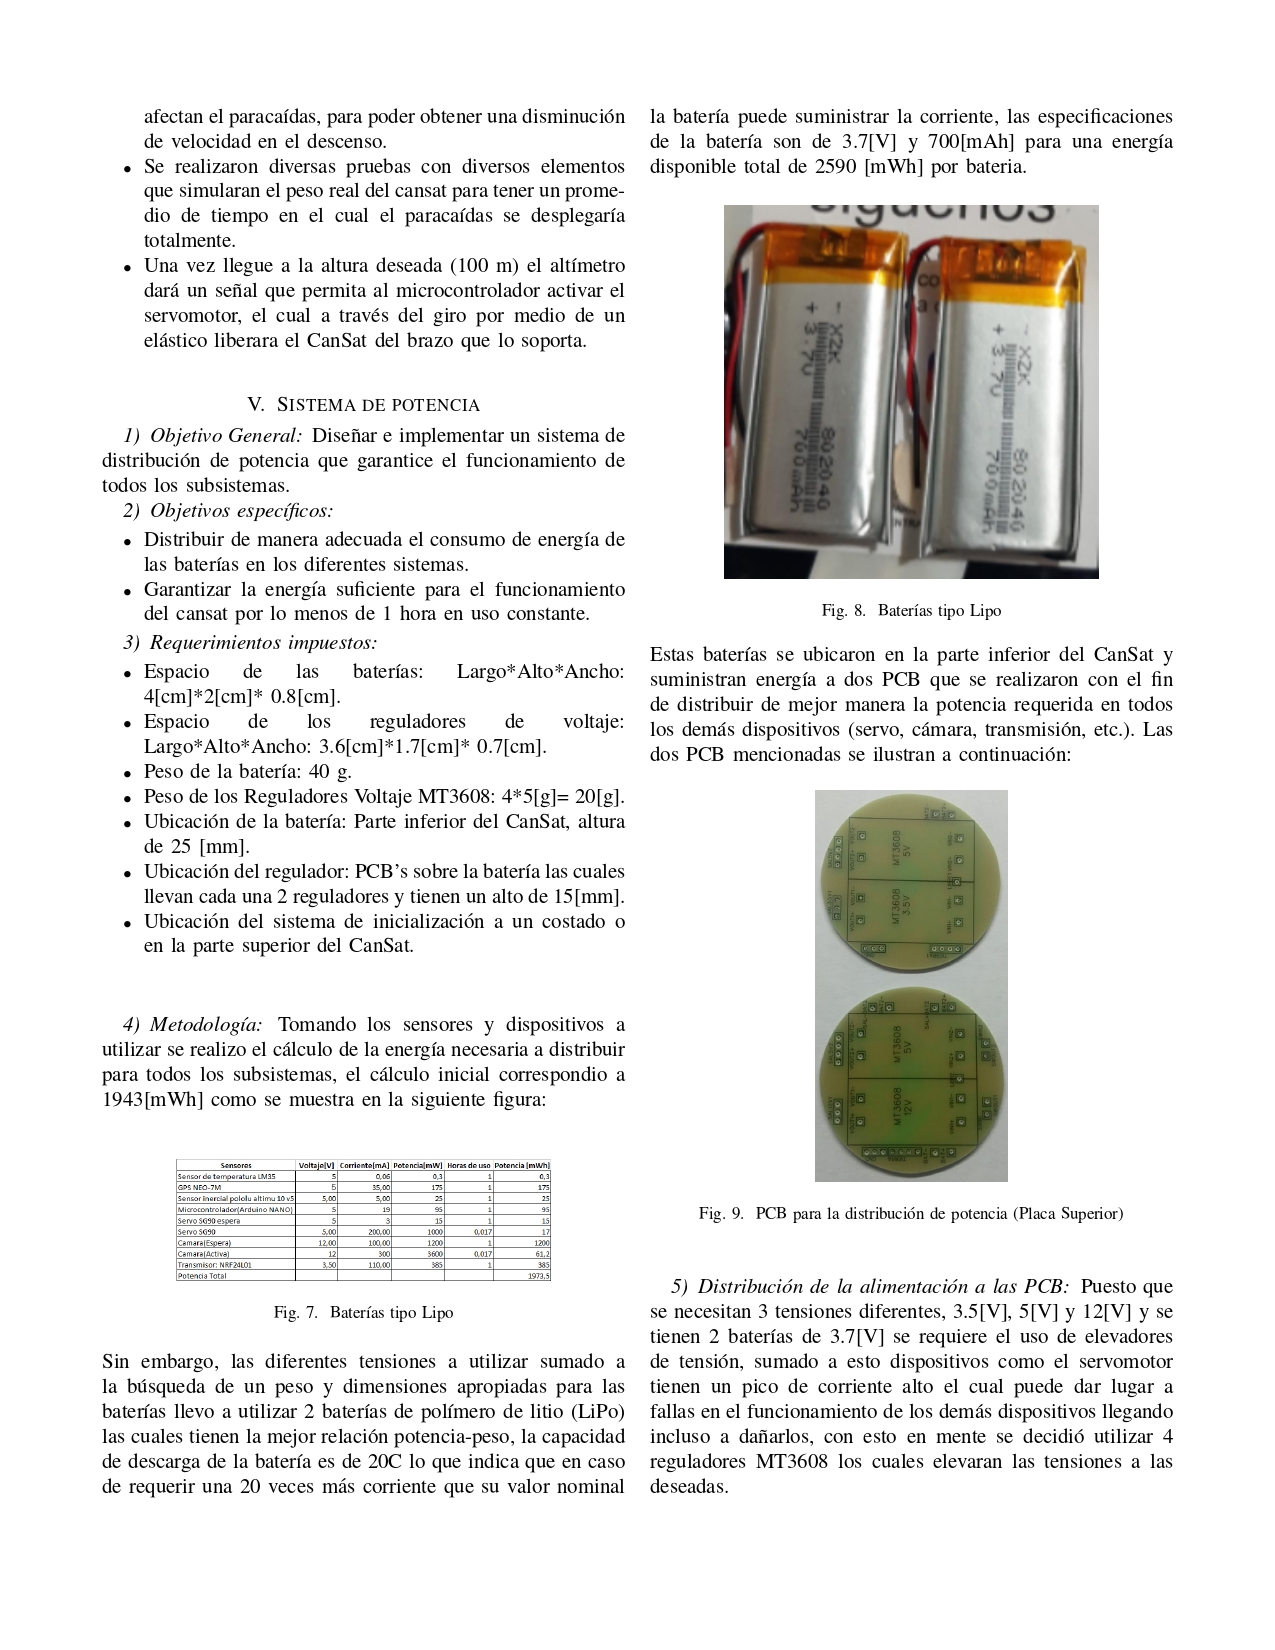 afectan el paracaídas, para poder obtener una disminución
de velocidad en el descenso.
• Se realizaron diversas pruebas con diversos elementos
que simularan el peso real del cansat para tener un prome-
dio de tiempo en el cual el paracaídas se desplegaría
totalmente.
• Una vez llegue a la altura deseada (100 m) el altímetro
dará un señal que permita al microcontrolador activar el
servomotor, el cual a través del giro por medio de un
elástico liberara el CanSat del brazo que lo soporta.
V. SISTEMA DE POTENCIA
1) Objetivo General: Diseñar e implementar un sistema de
distribución de potencia que garantice el funcionamiento de
todos los subsistemas.
2) Objetivos específicos:
• Distribuir de manera adecuada el consumo de energía de
las baterías en los diferentes sistemas.
• Garantizar la energía suficiente para el funcionamiento
del cansat por lo menos de 1 hora en uso constante.
3) Requerimientos impuestos:
• Espacio de las baterías: Largo*Alto*Ancho:
4[cm]*2[cm]* 0.8[cm].
• Espacio de los reguladores de voltaje:
Largo*Alto*Ancho: 3.6[cm]*1.7[cm]* 0.7[cm].
• Peso de la batería: 40 g.
• Peso de los Reguladores Voltaje MT3608: 4*5[g]= 20[g].
• Ubicación de la batería: Parte inferior del CanSat, altura
de 25 [mm].
• Ubicación del regulador: PCB's sobre la batería las cuales
llevan cada una 2 reguladores y tienen un alto de 15[mm].
• Ubicación del sistema de inicialización a un costado o
en la parte superior del CanSat.
4) Metodología: Tomando los sensores y dispositivos a
utilizar se realizo el cálculo de la energía necesaria a distribuir
para todos los subsistemas, el cálculo inicial correspondio a
1943[mWh] como se muestra en la siguiente figura:
Sensores Voltaje[V] Corriente[mA] Potencia[mW] Horas de uso Potencia [mWh]
Sensor de temperatura LM35 5 0,06 0,3 1 0,3
GPS NEO-7M 5 35,00 175 1 175
Sensor inercial pololu altimu 10 v5 5,00 5,00 25 1 25
Microcontrolador(Arduino NANO) 5 19 95 1 95
Servo SG90 espera 5 3 15 1 15
Servo SG90 5,00 200,00 1000 0,017 17
Camara(Espera) 12,00 100,00 1200 1 1200
Camara(Activa) 12 300 3600 0,017 61,2
Transmisor: NRF24L01 3,50 110,00 385 1 385
Potencia Total 1973,5
Fig. 7. Baterías tipo Lipo
Sin embargo, las diferentes tensiones a utilizar sumado a
la búsqueda de un peso y dimensiones apropiadas para las
baterías llevo a utilizar 2 baterías de polímero de litio (LiPo)
las cuales tienen la mejor relación potencia-peso, la capacidad
de descarga de la batería es de 20C lo que indica que en caso
de requerir una 20 veces más corriente que su valor nominal
la batería puede suministrar la corriente, las especificaciones
de la batería son de 3.7[V] y 700[mAh] para una energía
disponible total de 2590 [mWh] por bateria.
síguenos
- XZK 802040
+ 3.7V 700mAh
- XZK 802040
+ 3.7V 700mAh
Fig. 8. Baterías tipo Lipo
Estas baterías se ubicaron en la parte inferior del CanSat y
suministran energía a dos PCB que se realizaron con el fin
de distribuir de mejor manera la potencia requerida en todos
los demás dispositivos (servo, cámara, transmisión, etc.). Las
dos PCB mencionadas se ilustran a continuación:
MT3608
5V
MT3608
3.5V
MT3608
5V
MT3608
12V
Fig. 9. PCB para la distribución de potencia (Placa Superior)
5) Distribución de la alimentación a las PCB: Puesto que
se necesitan 3 tensiones diferentes, 3.5[V], 5[V] y 12[V] y se
tienen 2 baterías de 3.7[V] se requiere el uso de elevadores
de tensión, sumado a esto dispositivos como el servomotor
tienen un pico de corriente alto el cual puede dar lugar a
fallas en el funcionamiento de los demás dispositivos llegando
incluso a dañarlos, con esto en mente se decidió utilizar 4
reguladores MT3608 los cuales elevaran las tensiones a las
deseadas.